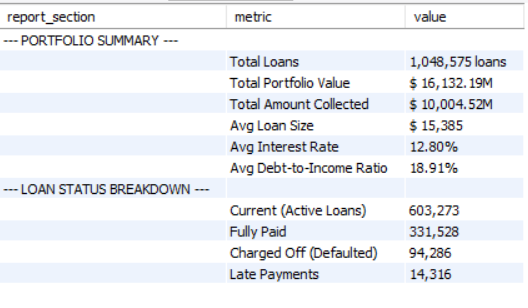 report_section metric value
--- PORTFOLIO SUMMARY ---
Total Loans 1,048,575 loans
Total Portfolio Value $ 16,132.19M
Total Amount Collected $ 10,004.52M
Avg Loan Size $ 15,385
Avg Interest Rate 12.80%
Avg Debt-to-Income Ratio 18.91%
--- LOAN STATUS BREAKDOWN ---
Current (Active Loans) 603,273
Fully Paid 331,528
Charged Off (Defaulted) 94,286
Late Payments 14,316